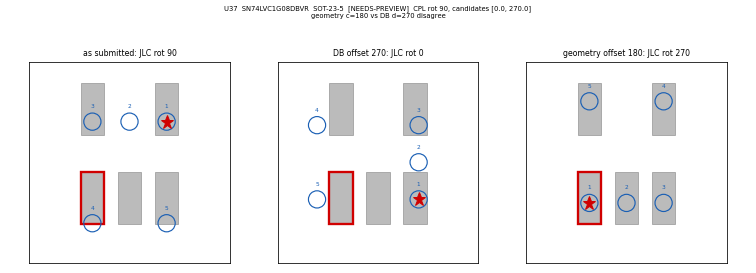 U37 SN74LVC1G08DBVR SOT-23-5 [NEEDS-PREVIEW] CPL rot 90, candidates [0.0, 270.0]
geometry c=180 vs DB d=270 disagree
as submitted: JLC rot 90
3 2 1
4 5
DB offset 270: JLC rot 0
4 3
2
5 1
geometry offset 180: JLC rot 270
5 4
1 2 3